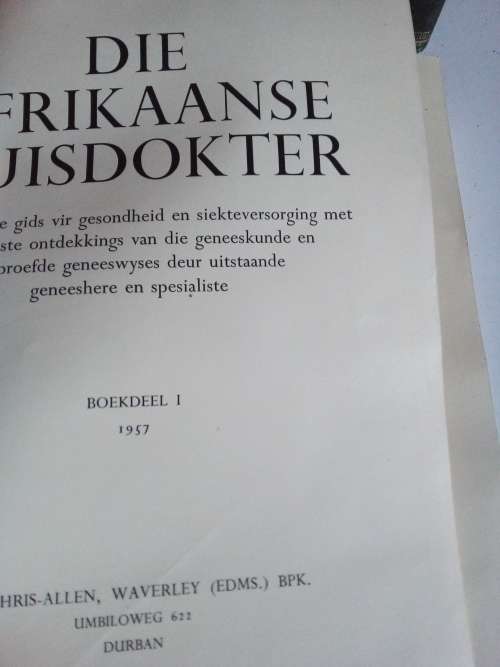 DIE
FRIKAANSE
UISDOKTER
e gids vir gesondheid en siekteversorging met
ste ontdekkings van die geneeskunde en
proefde geneeswyses deur uitstaande
geneeshere en spesialiste
BOEKDEEL I
1957
HRIS-ALLEN, WAVERLEY (EDMS.) BPK.
UMBILOWEG 622
DURBAN